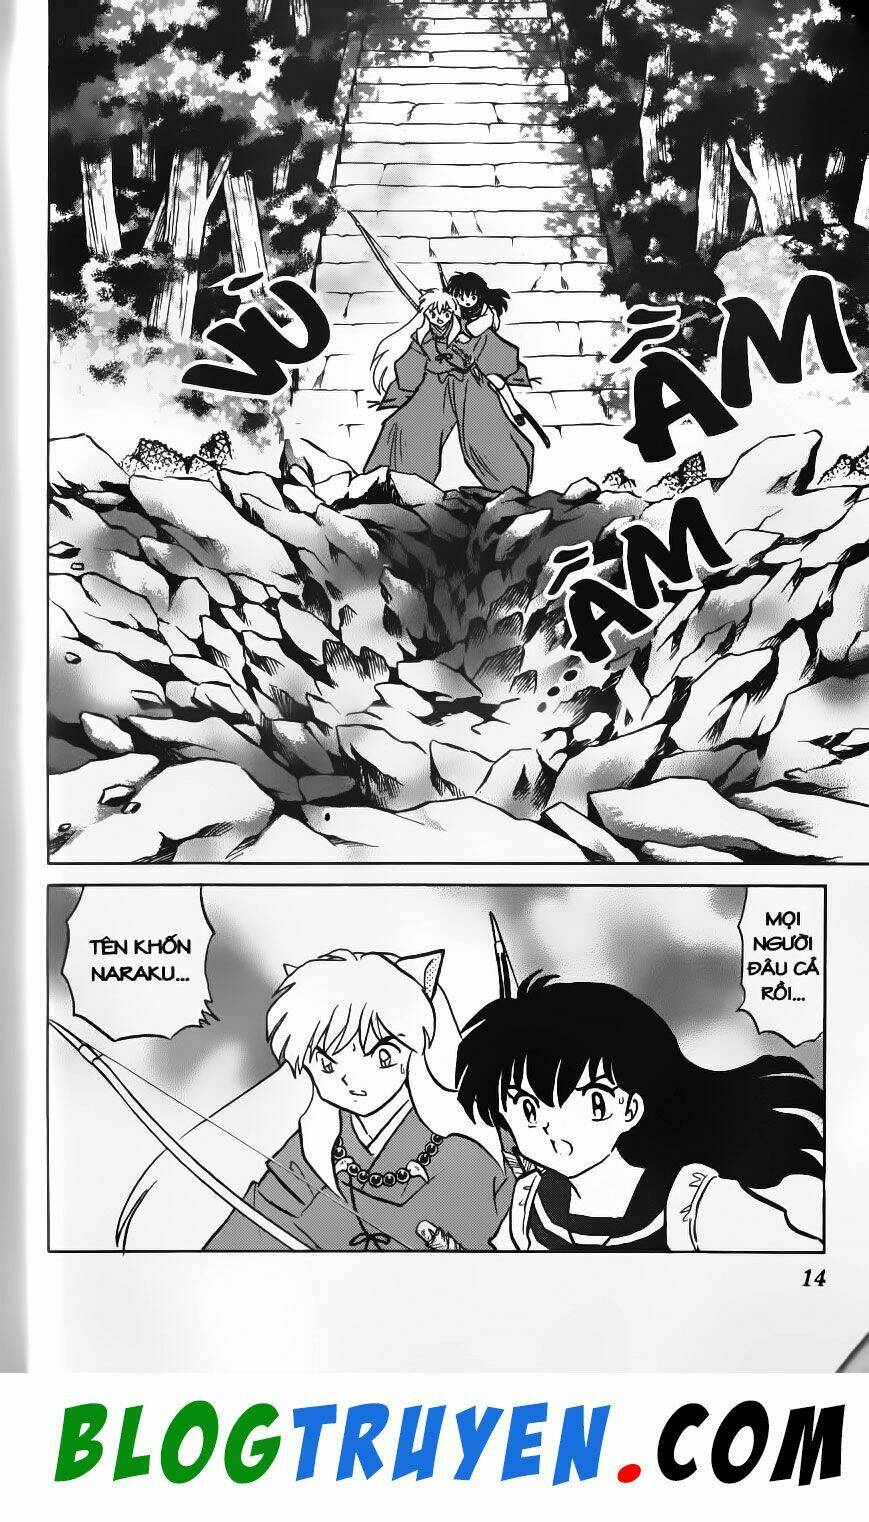 VÙ
ẦM
ẦM
...
TÊN KHỐN
NARAKU...
MỌI
NGƯỜI
ĐÂU CẢ
RỒI...
14
BLOGTRUYEN.COM